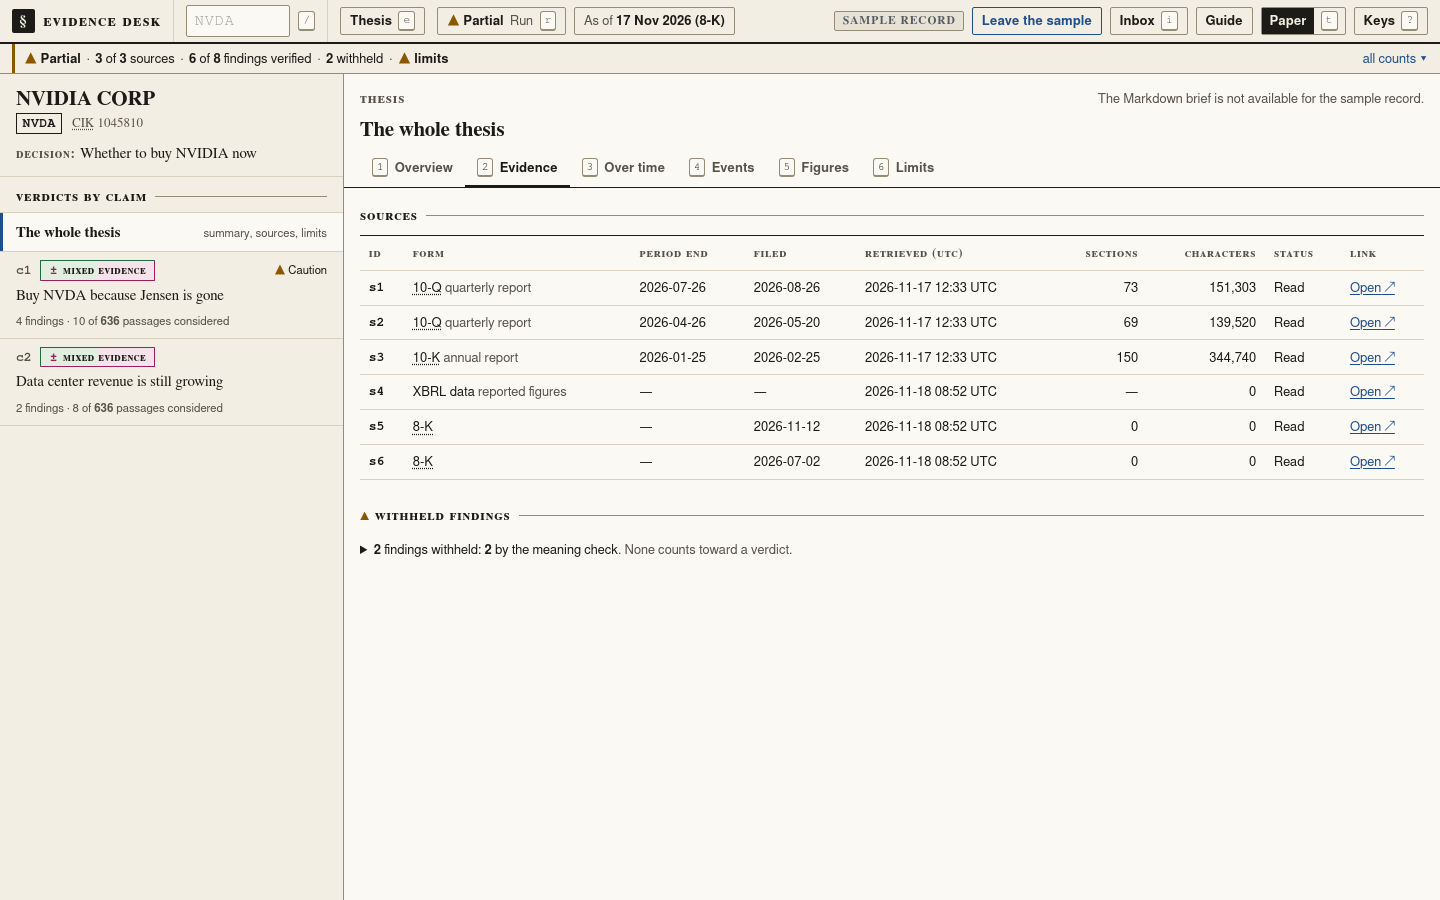 § EVIDENCE DESK NVDA / Thesis e ▲ Partial Run r As of 17 Nov 2026 (8-K) SAMPLE RECORD Leave the sample Inbox i Guide Paper t Keys ?
▲ Partial · 3 of 3 sources · 6 of 8 findings verified · 2 withheld · ▲ limits all counts ▾
NVIDIA CORP
NVDA CIK 1045810
DECISION: Whether to buy NVIDIA now
VERDICTS BY CLAIM
The whole thesis summary, sources, limits
c1 ± MIXED EVIDENCE ▲ Caution
Buy NVDA because Jensen is gone
4 findings · 10 of 636 passages considered
c2 ± MIXED EVIDENCE
Data center revenue is still growing
2 findings · 8 of 636 passages considered
THESIS The Markdown brief is not available for the sample record.
The whole thesis
1 Overview 2 Evidence 3 Over time 4 Events 5 Figures 6 Limits
SOURCES
ID FORM PERIOD END FILED RETRIEVED (UTC) SECTIONS CHARACTERS STATUS LINK
s1 10-Q quarterly report 2026-07-26 2026-08-26 2026-11-17 12:33 UTC 73 151,303 Read Open ↗
s2 10-Q quarterly report 2026-04-26 2026-05-20 2026-11-17 12:33 UTC 69 139,520 Read Open ↗
s3 10-K annual report 2026-01-25 2026-02-25 2026-11-17 12:33 UTC 150 344,740 Read Open ↗
s4 XBRL data reported figures — — 2026-11-18 08:52 UTC — 0 Read Open ↗
s5 8-K — 2026-11-12 2026-11-18 08:52 UTC 0 0 Read Open ↗
s6 8-K — 2026-07-02 2026-11-18 08:52 UTC 0 0 Read Open ↗
▲ WITHHELD FINDINGS
▶ 2 findings withheld: 2 by the meaning check. None counts toward a verdict.